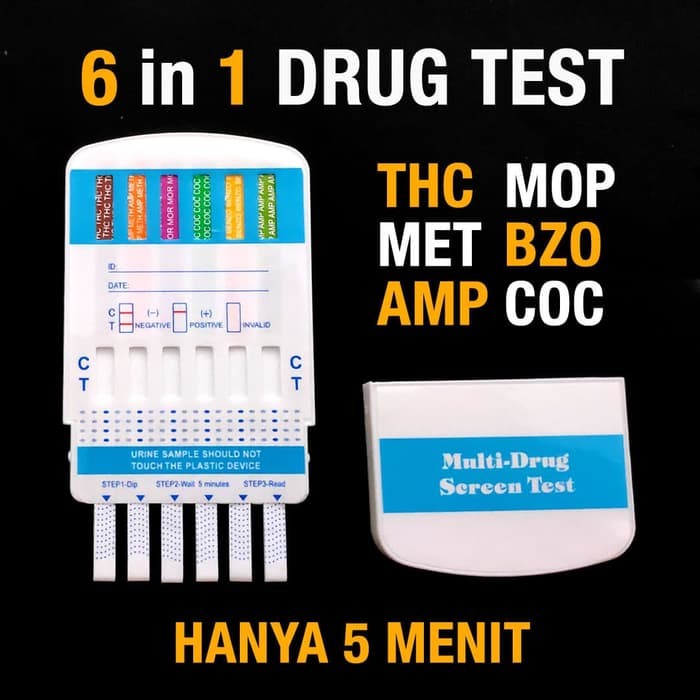 6 in 1 DRUG TEST
THC MOP
MET BZO
AMP COC
ID:
DATE:
C (-) (+)
T NEGATIVE POSITIVE INVALID
C C
T T
URINE SAMPLE SHOULD NOT
TOUCH THE PLASTIC DEVICE
STEP1-Dip STEP2-Wait 5 minutes STEP3-Read
Multi-Drug
Screen Test
HANYA 5 MENIT